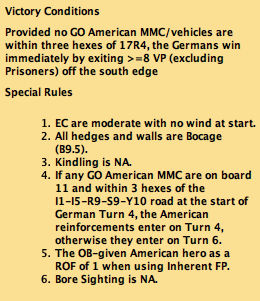 Victory Conditions
Provided no GO American MMC/vehicles are
within three hexes of 17R4, the Germans win
immediately by exiting >=8 VP (excluding
Prisoners) off the south edge
Special Rules
1. EC are moderate with no wind at start.
2. All hedges and walls are Bocage
(B9.5).
3. Kindling is NA.
4. If any GO American MMC are on board
11 and within 3 hexes of the
I1-I5-R9-S9-Y10 road at the start of
German Turn 4, the American
reinforcements enter on Turn 4,
otherwise they enter on Turn 6.
5. The OB-given American hero as a
ROF of 1 when using Inherent FP.
6. Bore Sighting is NA.